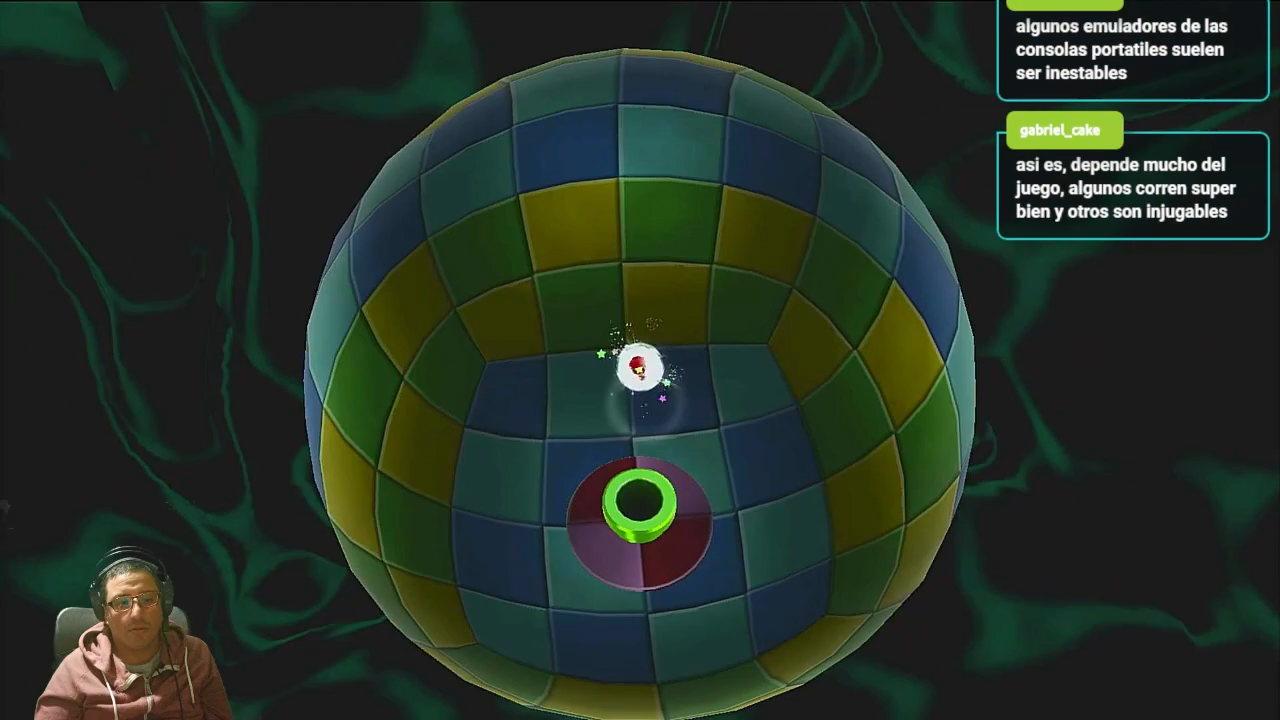 algunos emuladores de las
consolas portatiles suelen
ser inestables
gabriel_cake
asi es, depende mucho del
juego, algunos corren super
bien y otros son injugables